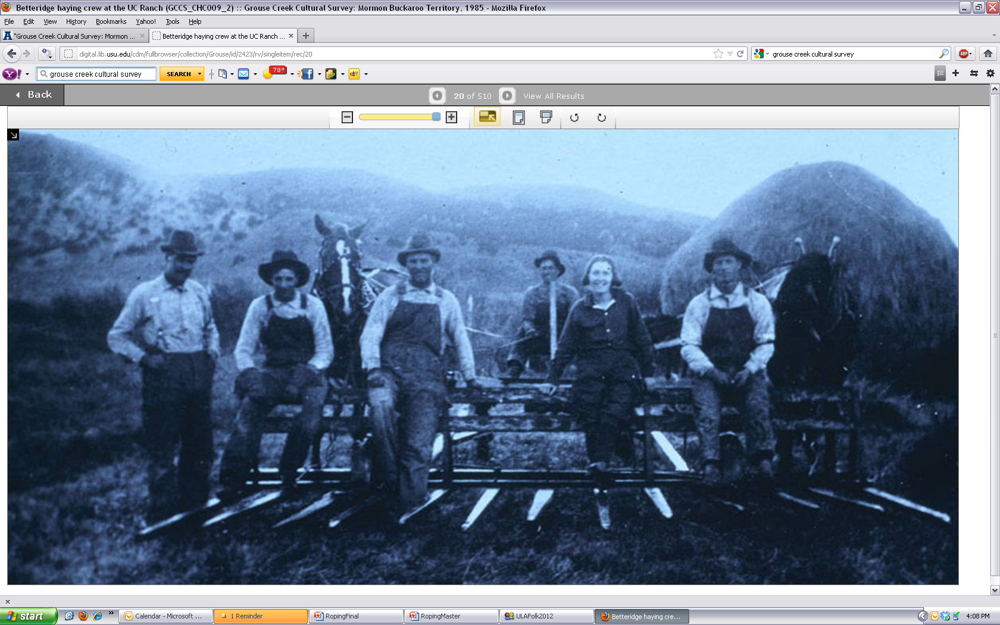 Betteridge haying crew at the UC Ranch (GCCS_CHC009_2) :: Grouse Creek Cultural Survey: Mormon Buckaroo Territory, 1985 - Mozilla Firefox
File Edit View History Bookmarks Yahoo! Tools Help
"Grouse Creek Cultural Survey: Mormon ... Betteridge haying crew at the UC Ranch ...
digital.lib.usu.edu/cdm/fullbrowser/collection/Grouse/id/2423/rv/singleitem/rec/20 grouse creek cultural survey ABP
Y! grouse creek cultural survey SEARCH 78° f ebY
Back 20 of 510 View All Results
start Calendar - Microsoft ... 1 Reminder RopingFinal RopingMaster ULAFolk2012 Betteridge haying cre... 4:08 PM